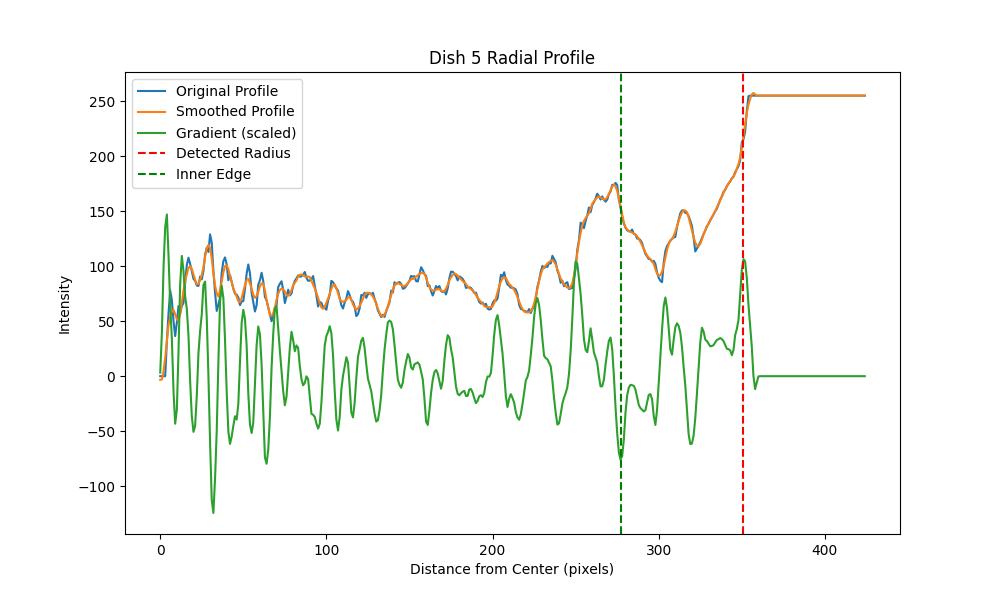 Dish 5 Radial Profile
Original Profile
Smoothed Profile
Gradient (scaled)
Detected Radius
Inner Edge
250
200
150
100
50
0
−50
−100
Intensity
0 100 200 300 400
Distance from Center (pixels)